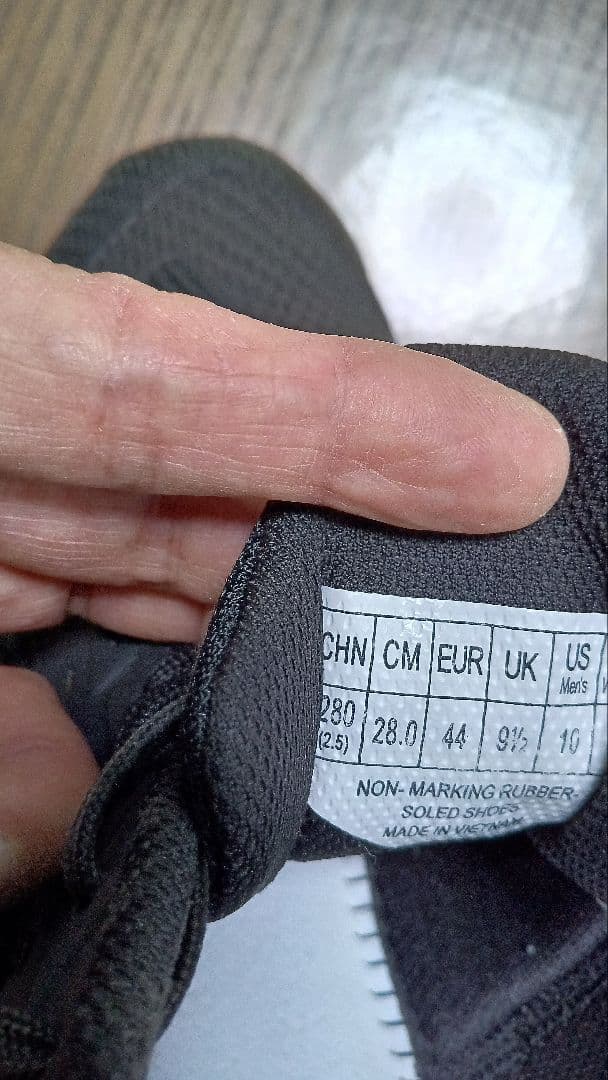 CHN CM EUR UK US
Men's
280 28.0 44 9½ 10
(2.5)
NON-MARKING RUBBER-
SOLED SHOES
MADE IN VIETNAM